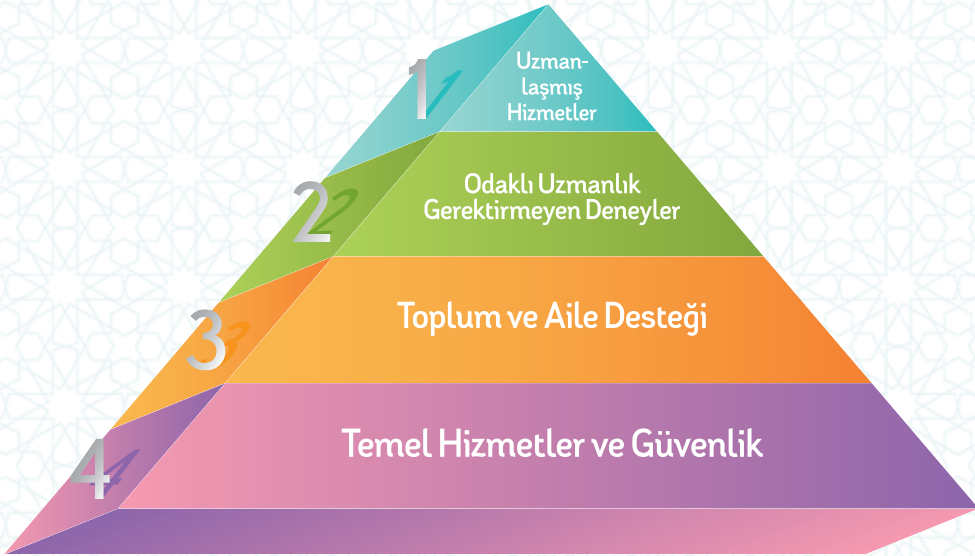 1
Uzman-
laşmış
Hizmetler
2
Odaklı Uzmanlık
Gerektirmeyen Deneyler
3
Toplum ve Aile Desteği
4
Temel Hizmetler ve Güvenlik